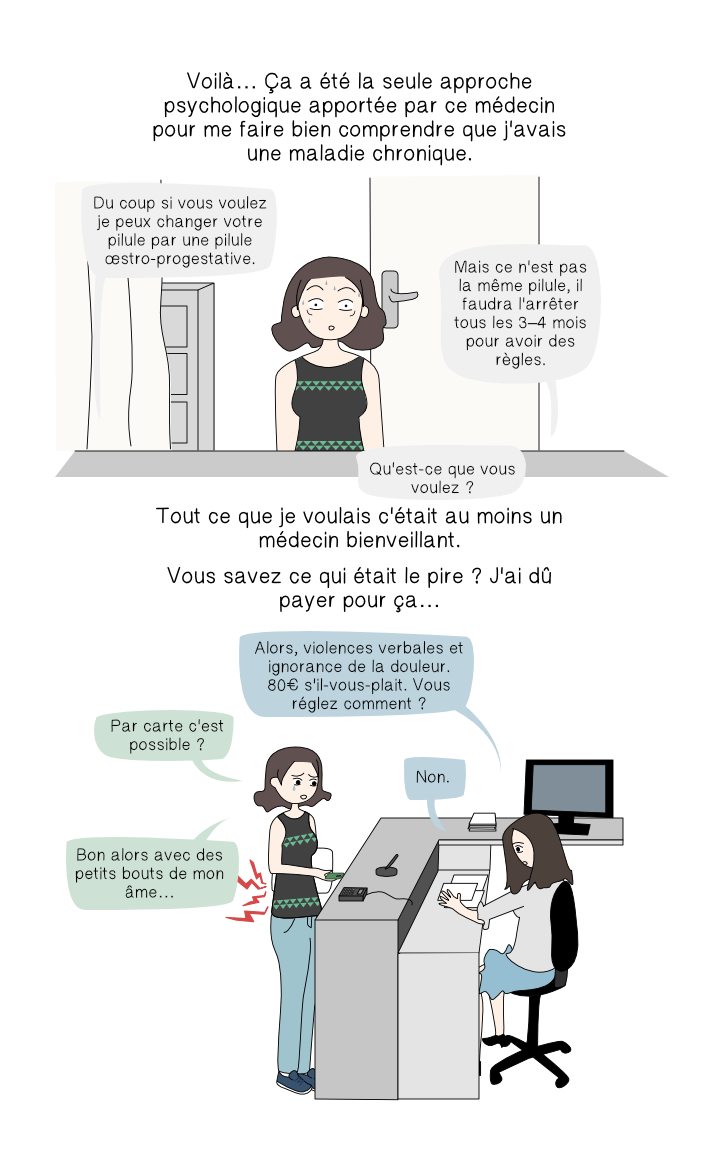 Voilà... Ça a été la seule approche
psychologique apportée par ce médecin
pour me faire bien comprendre que j'avais
une maladie chronique.
Du coup si vous voulez
je peux changer votre
pilule par une pilule
œstro-progestative.
Mais ce n'est pas
la même pilule, il
faudra l'arrêter
tous les 3–4 mois
pour avoir des
règles.
Qu'est-ce que vous
voulez ?
Tout ce que je voulais c'était au moins un
médecin bienveillant.
Vous savez ce qui était le pire ? J'ai dû
payer pour ça...
Alors, violences verbales et
ignorance de la douleur.
80€ s'il-vous-plait. Vous
réglez comment ?
Par carte c'est
possible ?
Non.
Bon alors avec des
petits bouts de mon
âme...